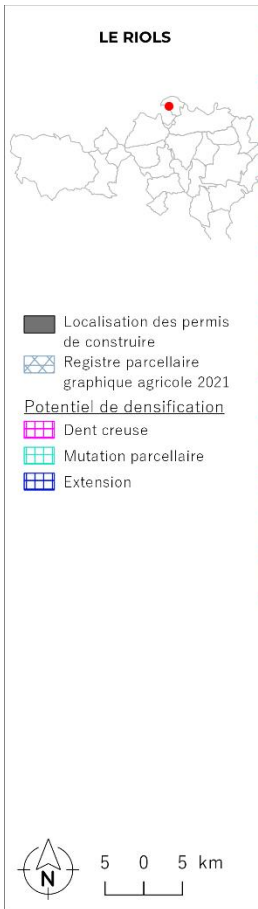 LE RIOLS
Localisation des permis
de construire
Registre parcellaire
graphique agricole 2021
Potentiel de densification
Dent creuse
Mutation parcellaire
Extension
N
5 0 5 km